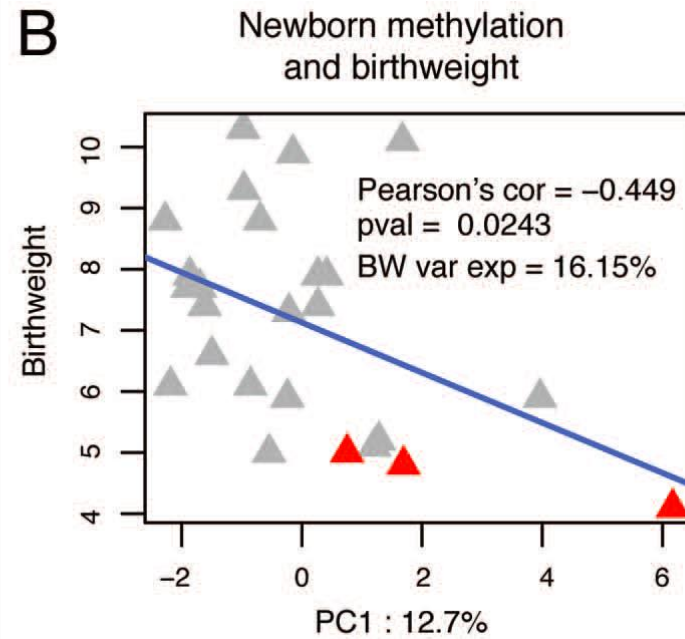 B
Newborn methylation
and birthweight
Pearson's cor = −0.449
pval = 0.0243
BW var exp = 16.15%
Birthweight
10
9
8
7
6
5
4
−2 0 2 4 6
PC1 : 12.7%